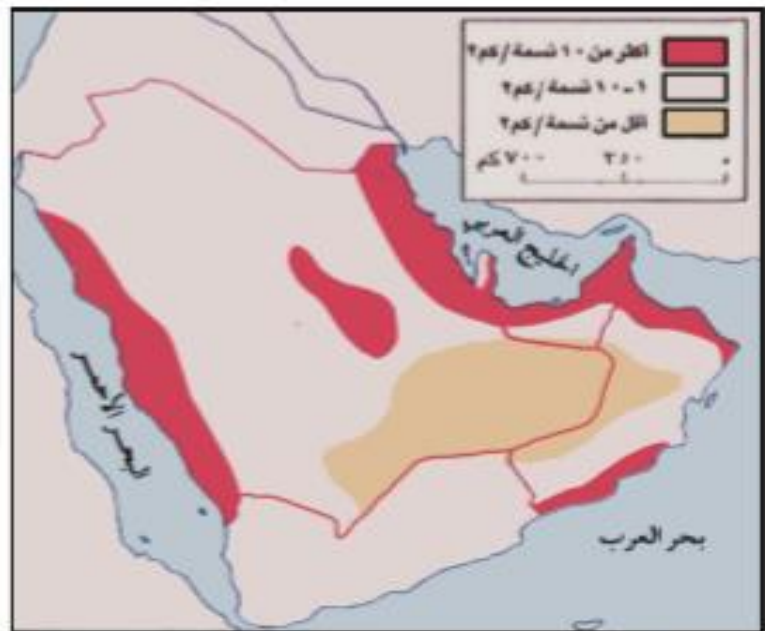 أكثر من ١٠ نسمة/كم٢
١-١٠ نسمة/كم٢
أقل من نسمة/كم٢
٠ ٣٥٠ ٧٠٠ كم
الخليج العربي
البحر الأحمر
بحر العرب